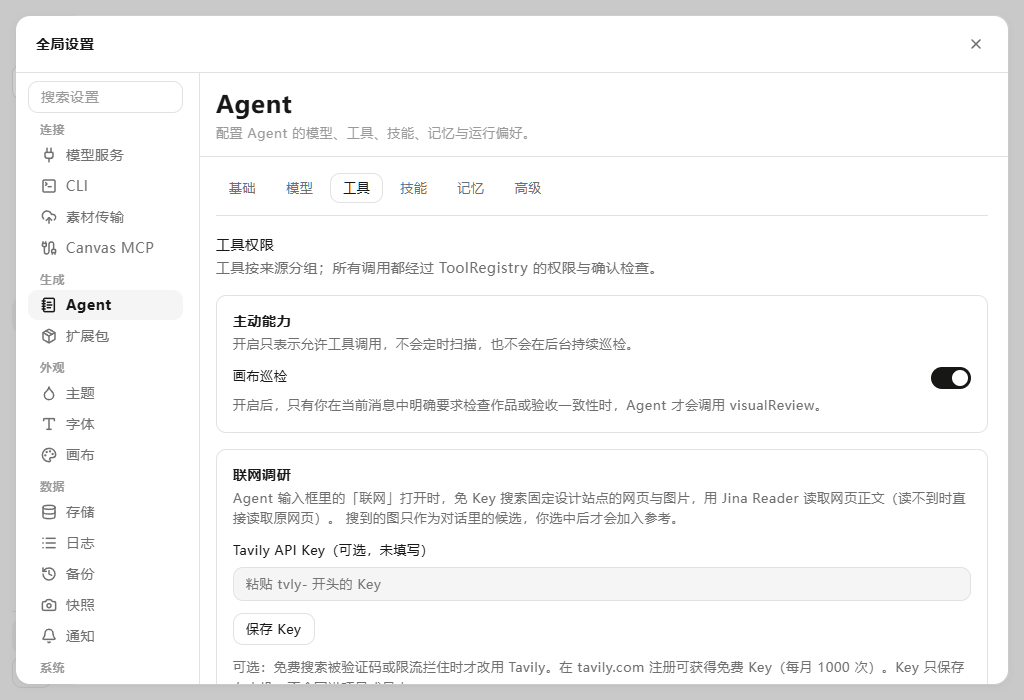 全局设置
搜索设置
连接
模型服务
CLI
素材传输
Canvas MCP
生成
Agent
扩展包
外观
主题
字体
画布
数据
存储
日志
备份
快照
通知
系统
Agent
配置 Agent 的模型、工具、技能、记忆与运行偏好。
基础 模型 工具 技能 记忆 高级
工具权限
工具按来源分组；所有调用都经过 ToolRegistry 的权限与确认检查。
主动能力
开启只表示允许工具调用，不会定时扫描，也不会在后台持续巡检。
画布巡检
开启后，只有你在当前消息中明确要求检查作品或验收一致性时，Agent 才会调用 visualReview。
联网调研
Agent 输入框里的「联网」打开时，免 Key 搜索固定设计站点的网页与图片，用 Jina Reader 读取网页正文（读不到时直
接读取原网页）。 搜到的图只作为对话里的候选，你选中后才会加入参考。
Tavily API Key（可选，未填写）
粘贴 tvly- 开头的 Key
保存 Key
可选：免费搜索被验证码或限流拦住时才改用 Tavily。在 tavily.com 注册可获得免费 Key（每月 1000 次）。Key 只保存